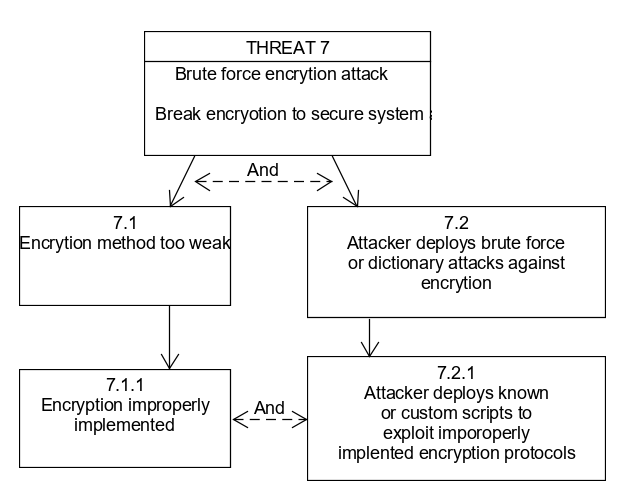 THREAT 7
Brute force encrytion attack
Break encryotion to secure system
And
7.1
Encrytion method too weak
7.2
Attacker deploys brute force
or dictionary attacks against
encrytion
7.1.1
Encryption improperly
implemented
And
7.2.1
Attacker deploys known
or custom scripts to
exploit imporoperly
implented encryption protocols